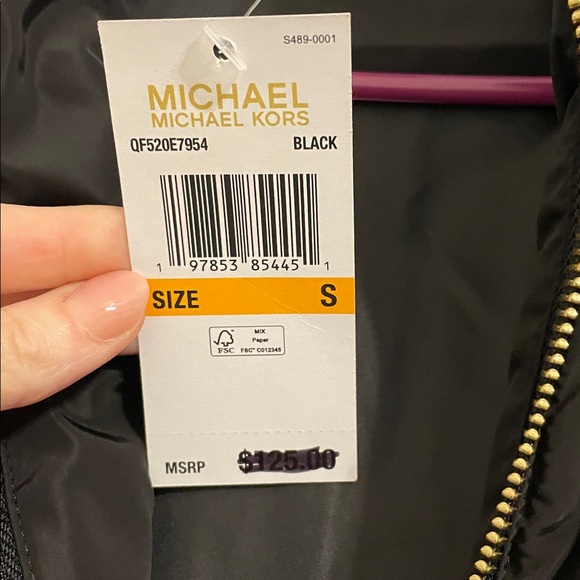 S489-0001
MICHAEL
MICHAEL KORS
QF520E7954 BLACK
1 97853 85445 1
SIZE S
MIX
Paper
FSC FSC™ C012345
MSRP $125.00